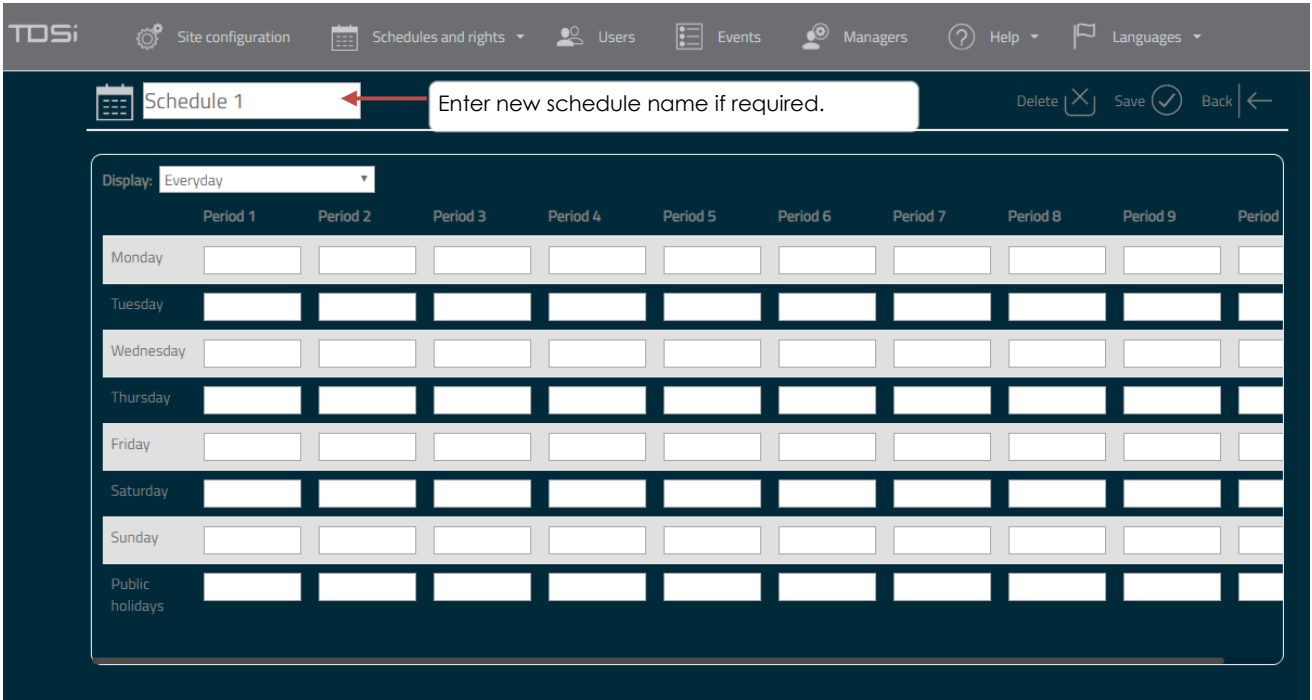 TDSi Site configuration Schedules and rights Users Events Managers Help Languages
Schedule 1 Enter new schedule name if required. Delete Save Back
Display: Everyday
Period 1 Period 2 Period 3 Period 4 Period 5 Period 6 Period 7 Period 8 Period 9 Period
Monday
Tuesday
Wednesday
Thursday
Friday
Saturday
Sunday
Public
holidays